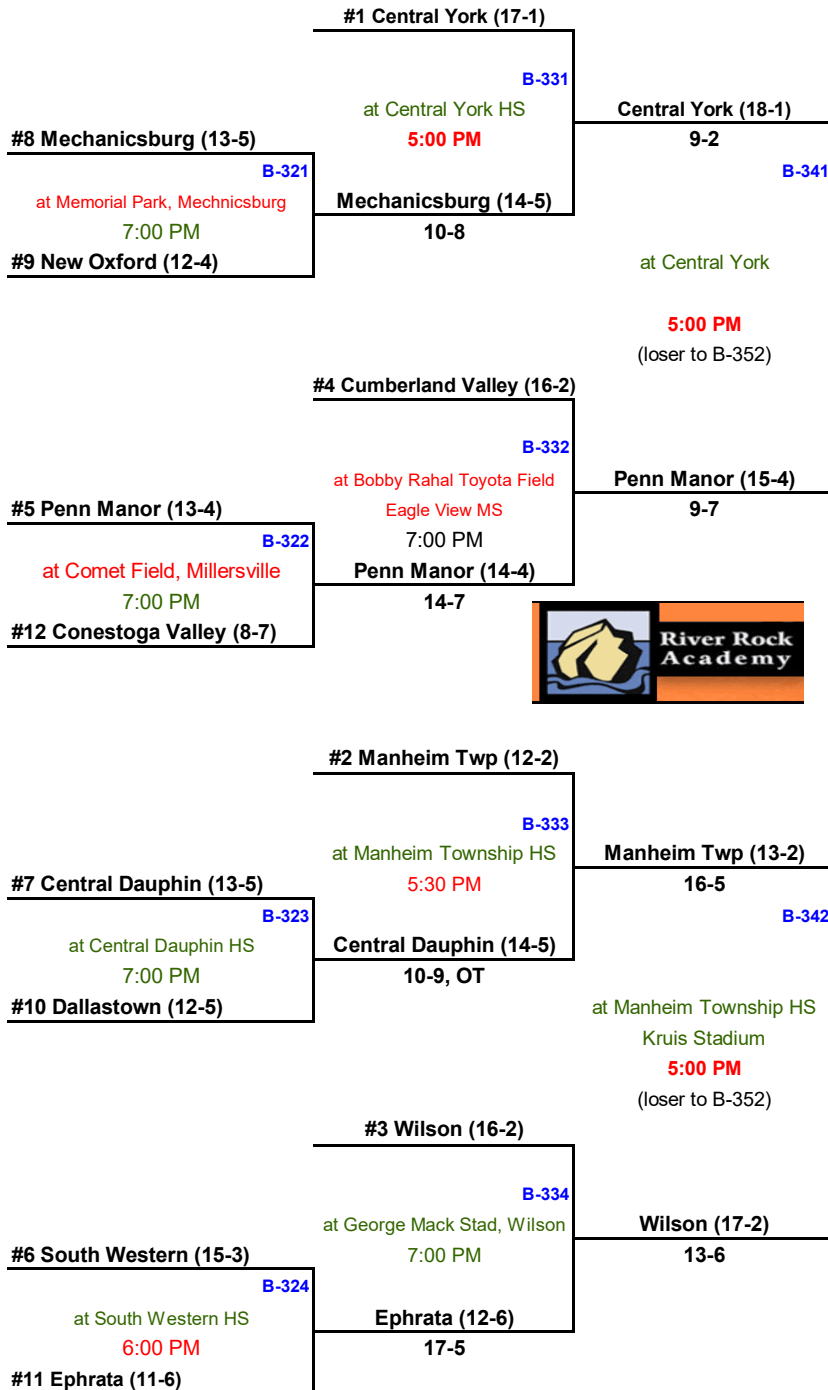 #1 Central York (17-1)
B-331
at Central York HS
Central York (18-1)
#8 Mechanicsburg (13-5)
5:00 PM
9-2
B-321
B-341
at Memorial Park, Mechnicsburg
Mechanicsburg (14-5)
7:00 PM
10-8
#9 New Oxford (12-4)
at Central York
5:00 PM
(loser to B-352)
#4 Cumberland Valley (16-2)
B-332
at Bobby Rahal Toyota Field
Penn Manor (15-4)
#5 Penn Manor (13-4)
Eagle View MS
9-7
B-322
7:00 PM
at Comet Field, Millersville
Penn Manor (14-4)
7:00 PM
14-7
#12 Conestoga Valley (8-7)
River Rock
Academy
#2 Manheim Twp (12-2)
B-333
at Manheim Township HS
Manheim Twp (13-2)
#7 Central Dauphin (13-5)
5:30 PM
16-5
B-323
B-342
at Central Dauphin HS
Central Dauphin (14-5)
7:00 PM
10-9, OT
#10 Dallastown (12-5)
at Manheim Township HS
Kruis Stadium
5:00 PM
(loser to B-352)
#3 Wilson (16-2)
B-334
at George Mack Stad, Wilson
Wilson (17-2)
#6 South Western (15-3)
7:00 PM
13-6
B-324
at South Western HS
Ephrata (12-6)
6:00 PM
17-5
#11 Ephrata (11-6)